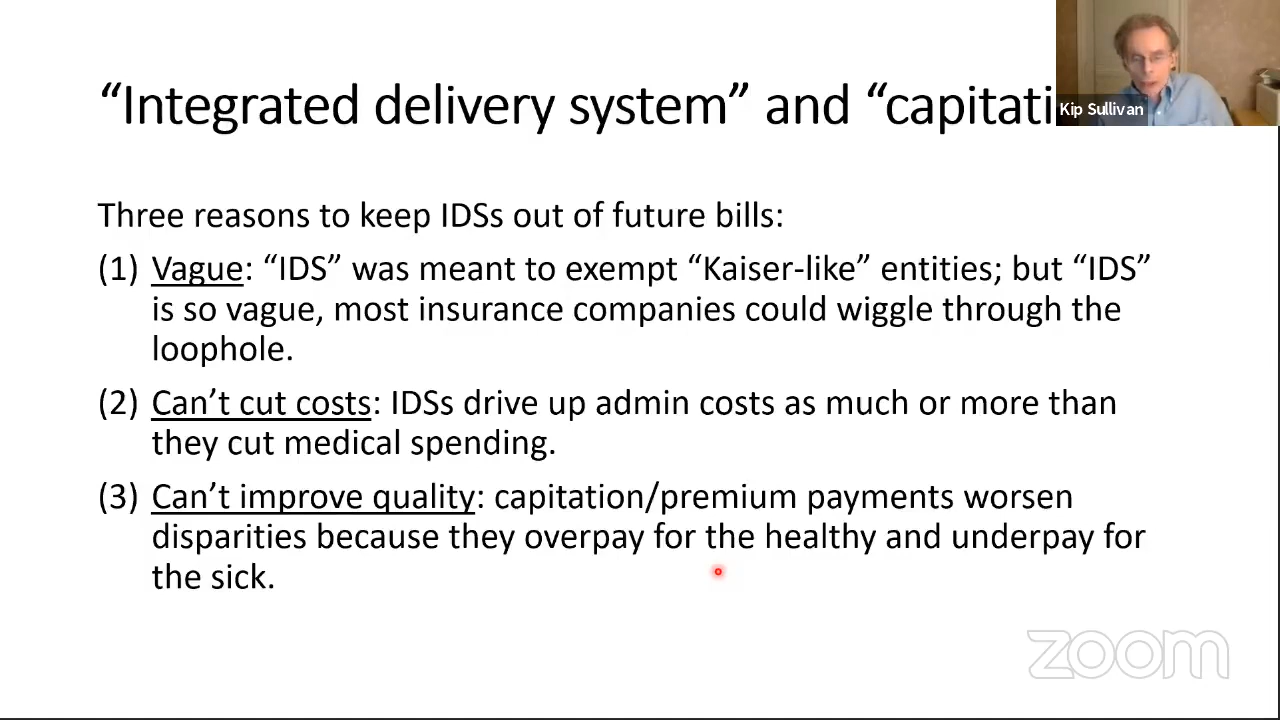 “Integrated delivery system” and “capitati
Kip Sullivan
Three reasons to keep IDSs out of future bills:
(1) Vague: “IDS” was meant to exempt “Kaiser-like” entities; but “IDS”
is so vague, most insurance companies could wiggle through the
loophole.
(2) Can’t cut costs: IDSs drive up admin costs as much or more than
they cut medical spending.
(3) Can’t improve quality: capitation/premium payments worsen
disparities because they overpay for the healthy and underpay for
the sick.
zoom